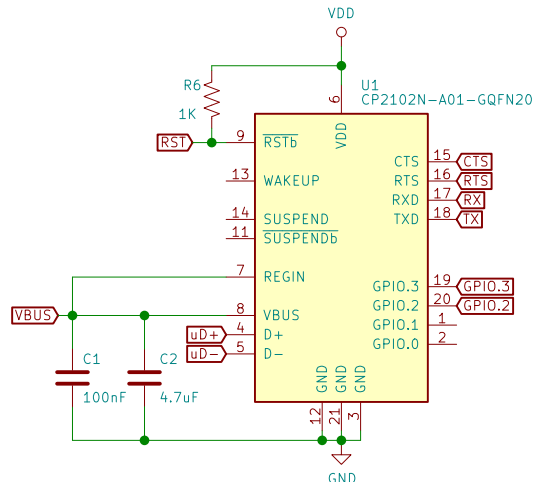 VDD
R6
1K
U1
CP2102N-A01-GQFN20
6
VDD
RST
9
RSTb
CTS
15
CTS
13
WAKEUP
RTS
16
RTS
RXD
17
RX
14
SUSPEND
TXD
18
TX
11
SUSPENDb
7
REGIN
GPIO.3
19
GPIO.3
GPIO.2
20
GPIO.2
VBUS
8
VBUS
GPIO.1
1
uD+
4
D+
GPIO.0
2
uD-
5
D-
C1
100nF
C2
4.7uF
GND
GND
GND
12
21
3
GND